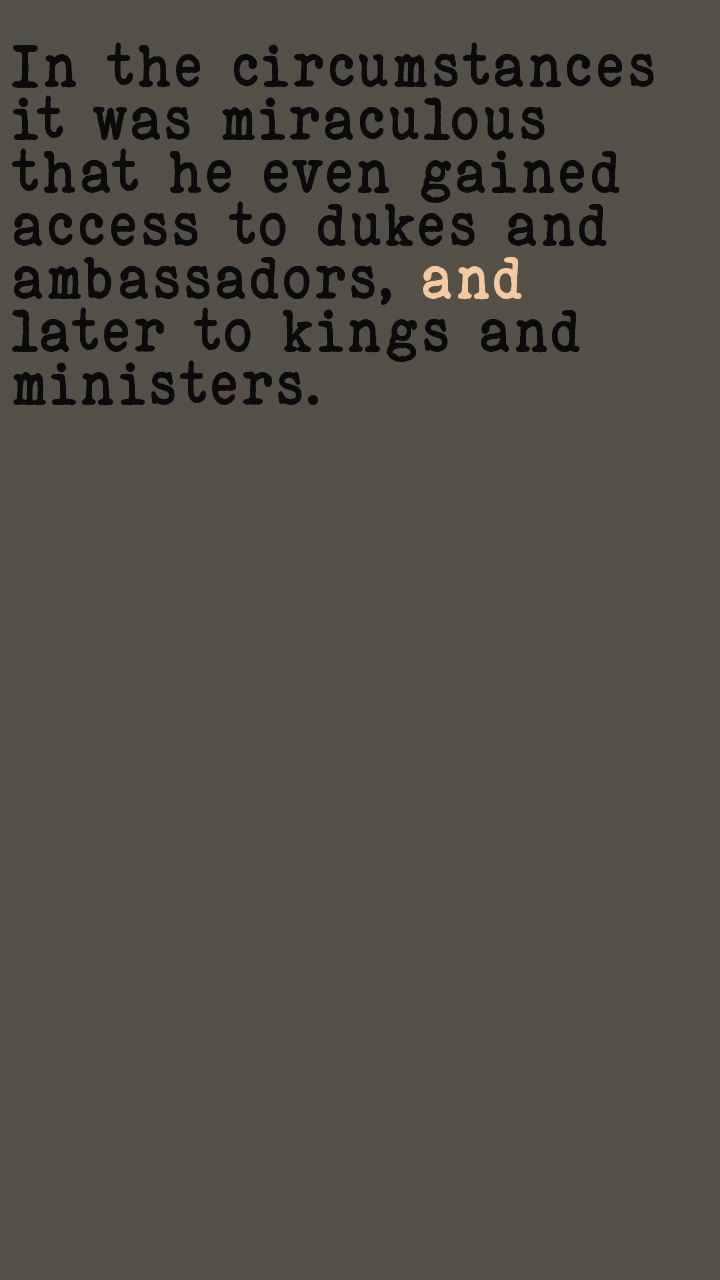 In the circumstances
it was miraculous
that he even gained
access to dukes and
ambassadors, and
later to kings and
ministers.